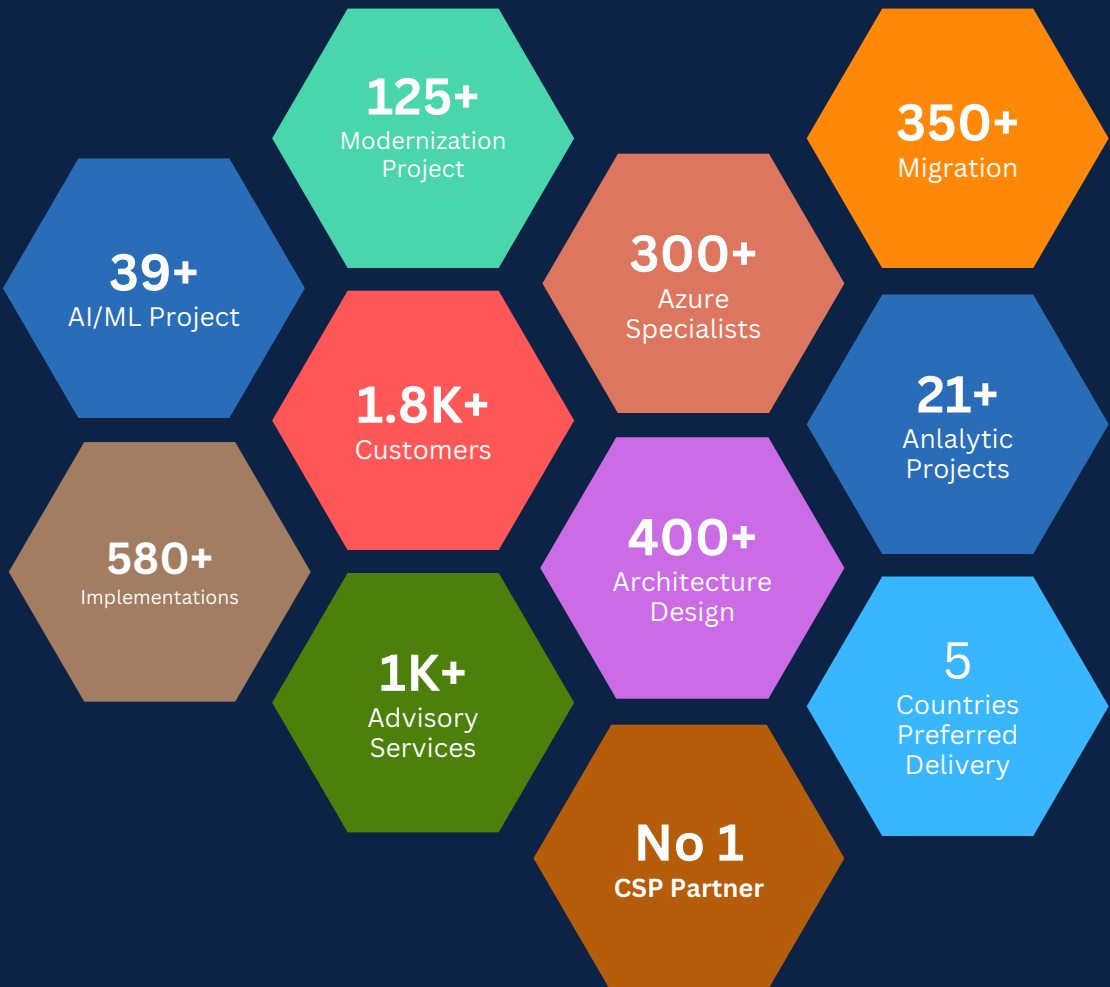 125+
Modernization
Project
350+
Migration
39+
AI/ML Project
300+
Azure
Specialists
1.8K+
Customers
21+
Anlalytic
Projects
580+
Implementations
400+
Architecture
Design
1K+
Advisory
Services
5
Countries
Preferred
Delivery
No 1
CSP Partner